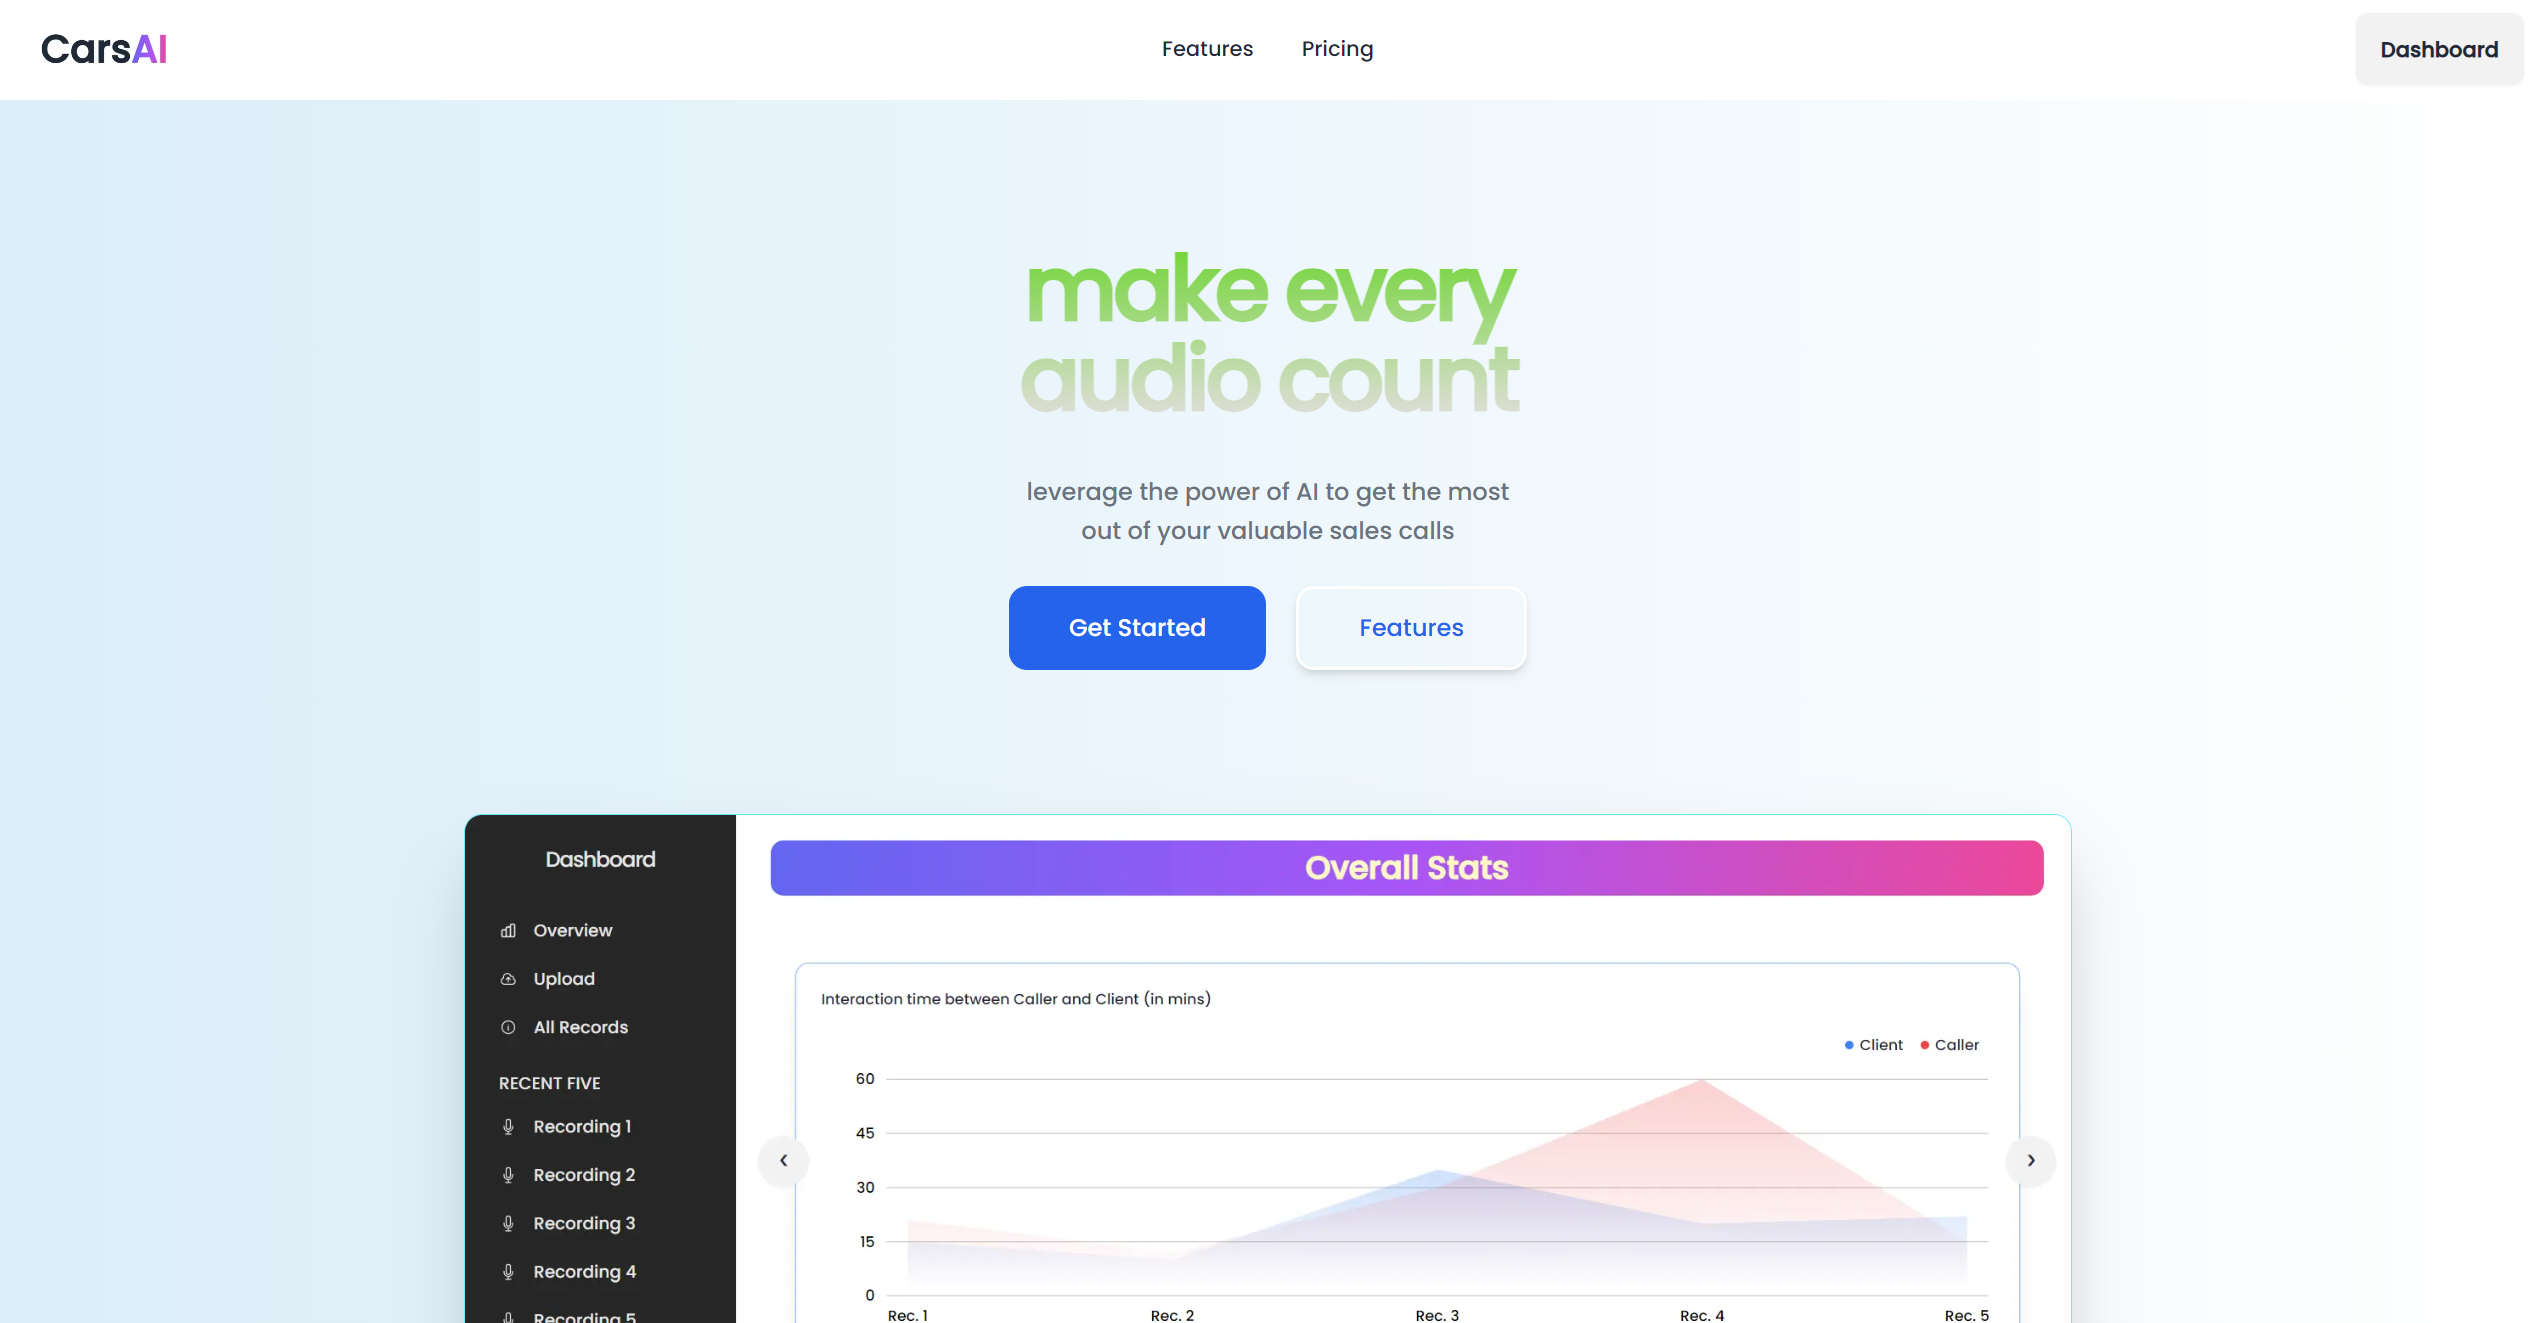 CarsAI
Features
Pricing
Dashboard
make every
audio count
leverage the power of AI to get the most
out of your valuable sales calls
Get Started
Features
Dashboard
Overview
Upload
All Records
RECENT FIVE
Recording 1
Recording 2
Recording 3
Recording 4
Recording 5
Overall Stats
Interaction time between Caller and Client (in mins)
Client
Caller
60
45
30
15
0
Rec. 1
Rec. 2
Rec. 3
Rec. 4
Rec. 5